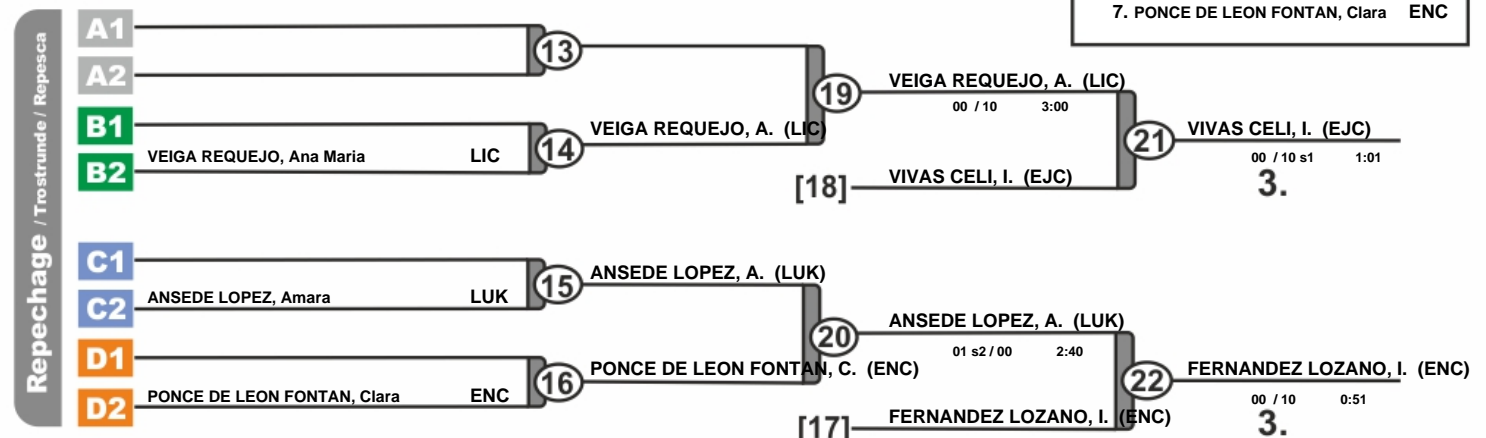 7. PONCE DE LEON FONTAN, Clara ENC
Repechage / Trostrunde / Repesca
A1
13
A2
VEIGA REQUEJO, A. (LIC)
19
00 / 10 3:00
B1
VEIGA REQUEJO, A. (LIC)
VIVAS CELI, I. (EJC)
21
VEIGA REQUEJO, Ana Maria LIC
14
00 / 10 s1 1:01
B2
[18] VIVAS CELI, I. (EJC)
3.
C1
ANSEDE LOPEZ, A. (LUK)
15
C2
ANSEDE LOPEZ, Amara LUK
ANSEDE LOPEZ, A. (LUK)
20
01 s2 / 00 2:40
D1
PONCE DE LEON FONTAN, C. (ENC)
FERNANDEZ LOZANO, I. (ENC)
16
22
D2
PONCE DE LEON FONTAN, Clara ENC
00 / 10 0:51
[17] FERNANDEZ LOZANO, I. (ENC)
3.